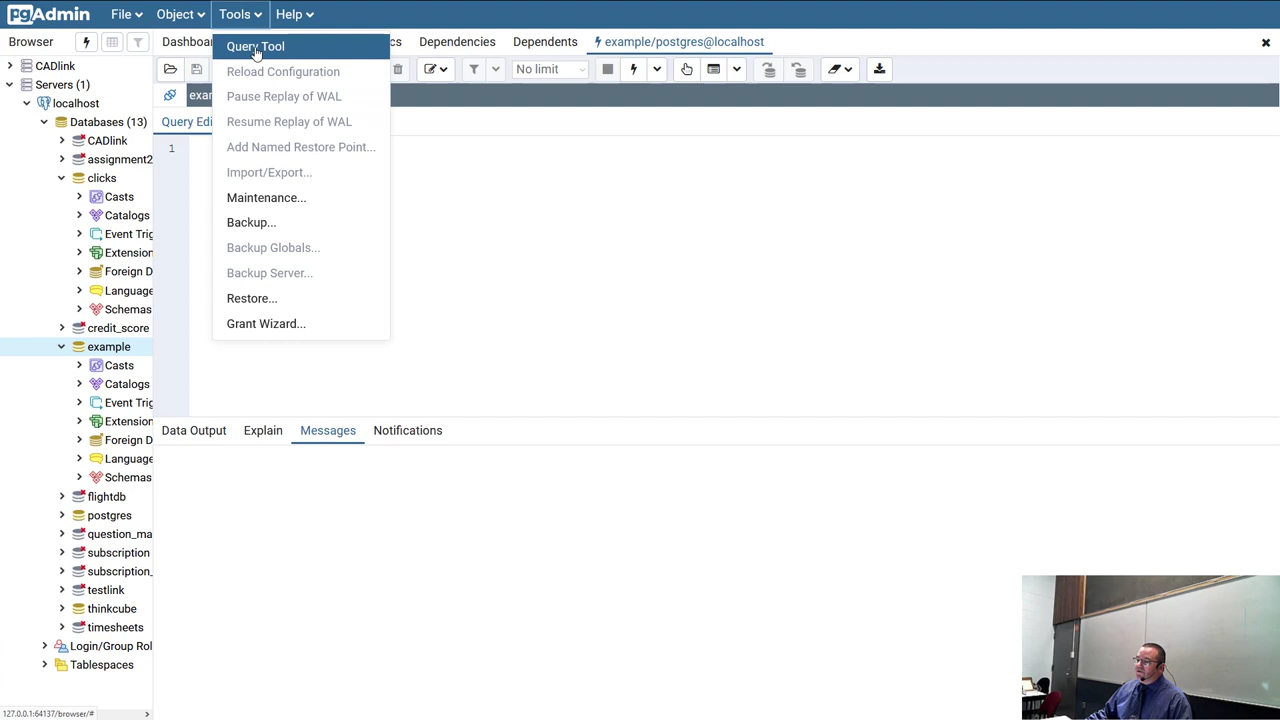 pgAdmin File Object Tools Help
Browser
Dashboa
cs
Dependencies
Dependents
example/postgres@localhost
No limit
exam
Query Edi
1
Query Tool
Reload Configuration
Pause Replay of WAL
Resume Replay of WAL
Add Named Restore Point...
Import/Export...
Maintenance...
Backup...
Backup Globals...
Backup Server...
Restore...
Grant Wizard...
CADlink
Servers (1)
localhost
Databases (13)
CADlink
assignment2
clicks
Casts
Catalogs
Event Trig
Extension
Foreign D
Language
Schemas
credit_score
example
Casts
Catalogs
Event Trig
Extension
Foreign D
Language
Schemas
flightdb
postgres
question_ma
subscription
subscription_
testlink
thinkcube
timesheets
Login/Group Rol
Tablespaces
Data Output Explain Messages Notifications
127.0.0.1:64137/browser/#